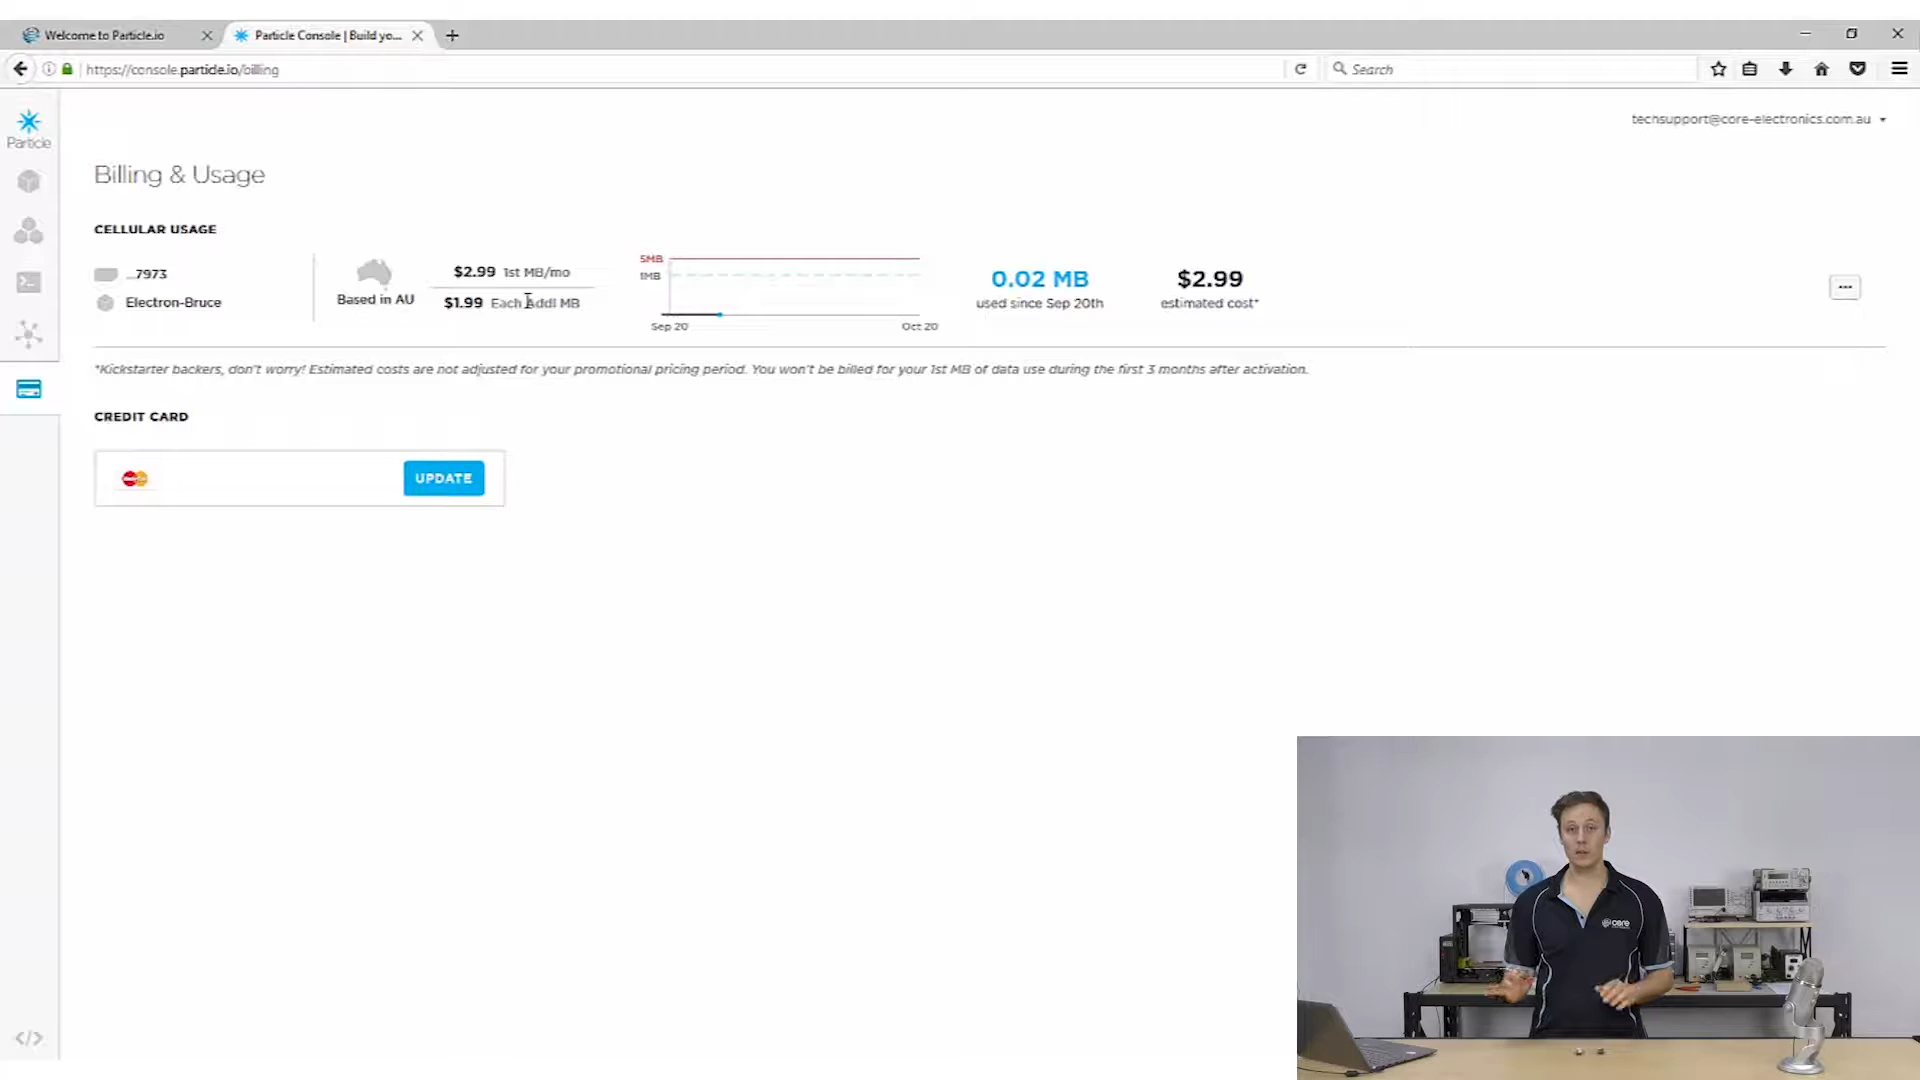 Welcome to Particle.io
Particle Console | Build yo...
https://console.particle.io/billing
Search
Particle
techsupport@core-electronics.com.au
Billing & Usage
CELLULAR USAGE
...7973
Electron-Bruce
Based in AU
$2.99 1st MB/mo
$1.99 Each Addl MB
5MB
1MB
Sep 20
Oct 20
0.02 MB
used since Sep 20th
$2.99
estimated cost*
*Kickstarter backers, don't worry! Estimated costs are not adjusted for your promotional pricing period. You won't be billed for your 1st MB of data use during the first 3 months after activation.
CREDIT CARD
UPDATE
core